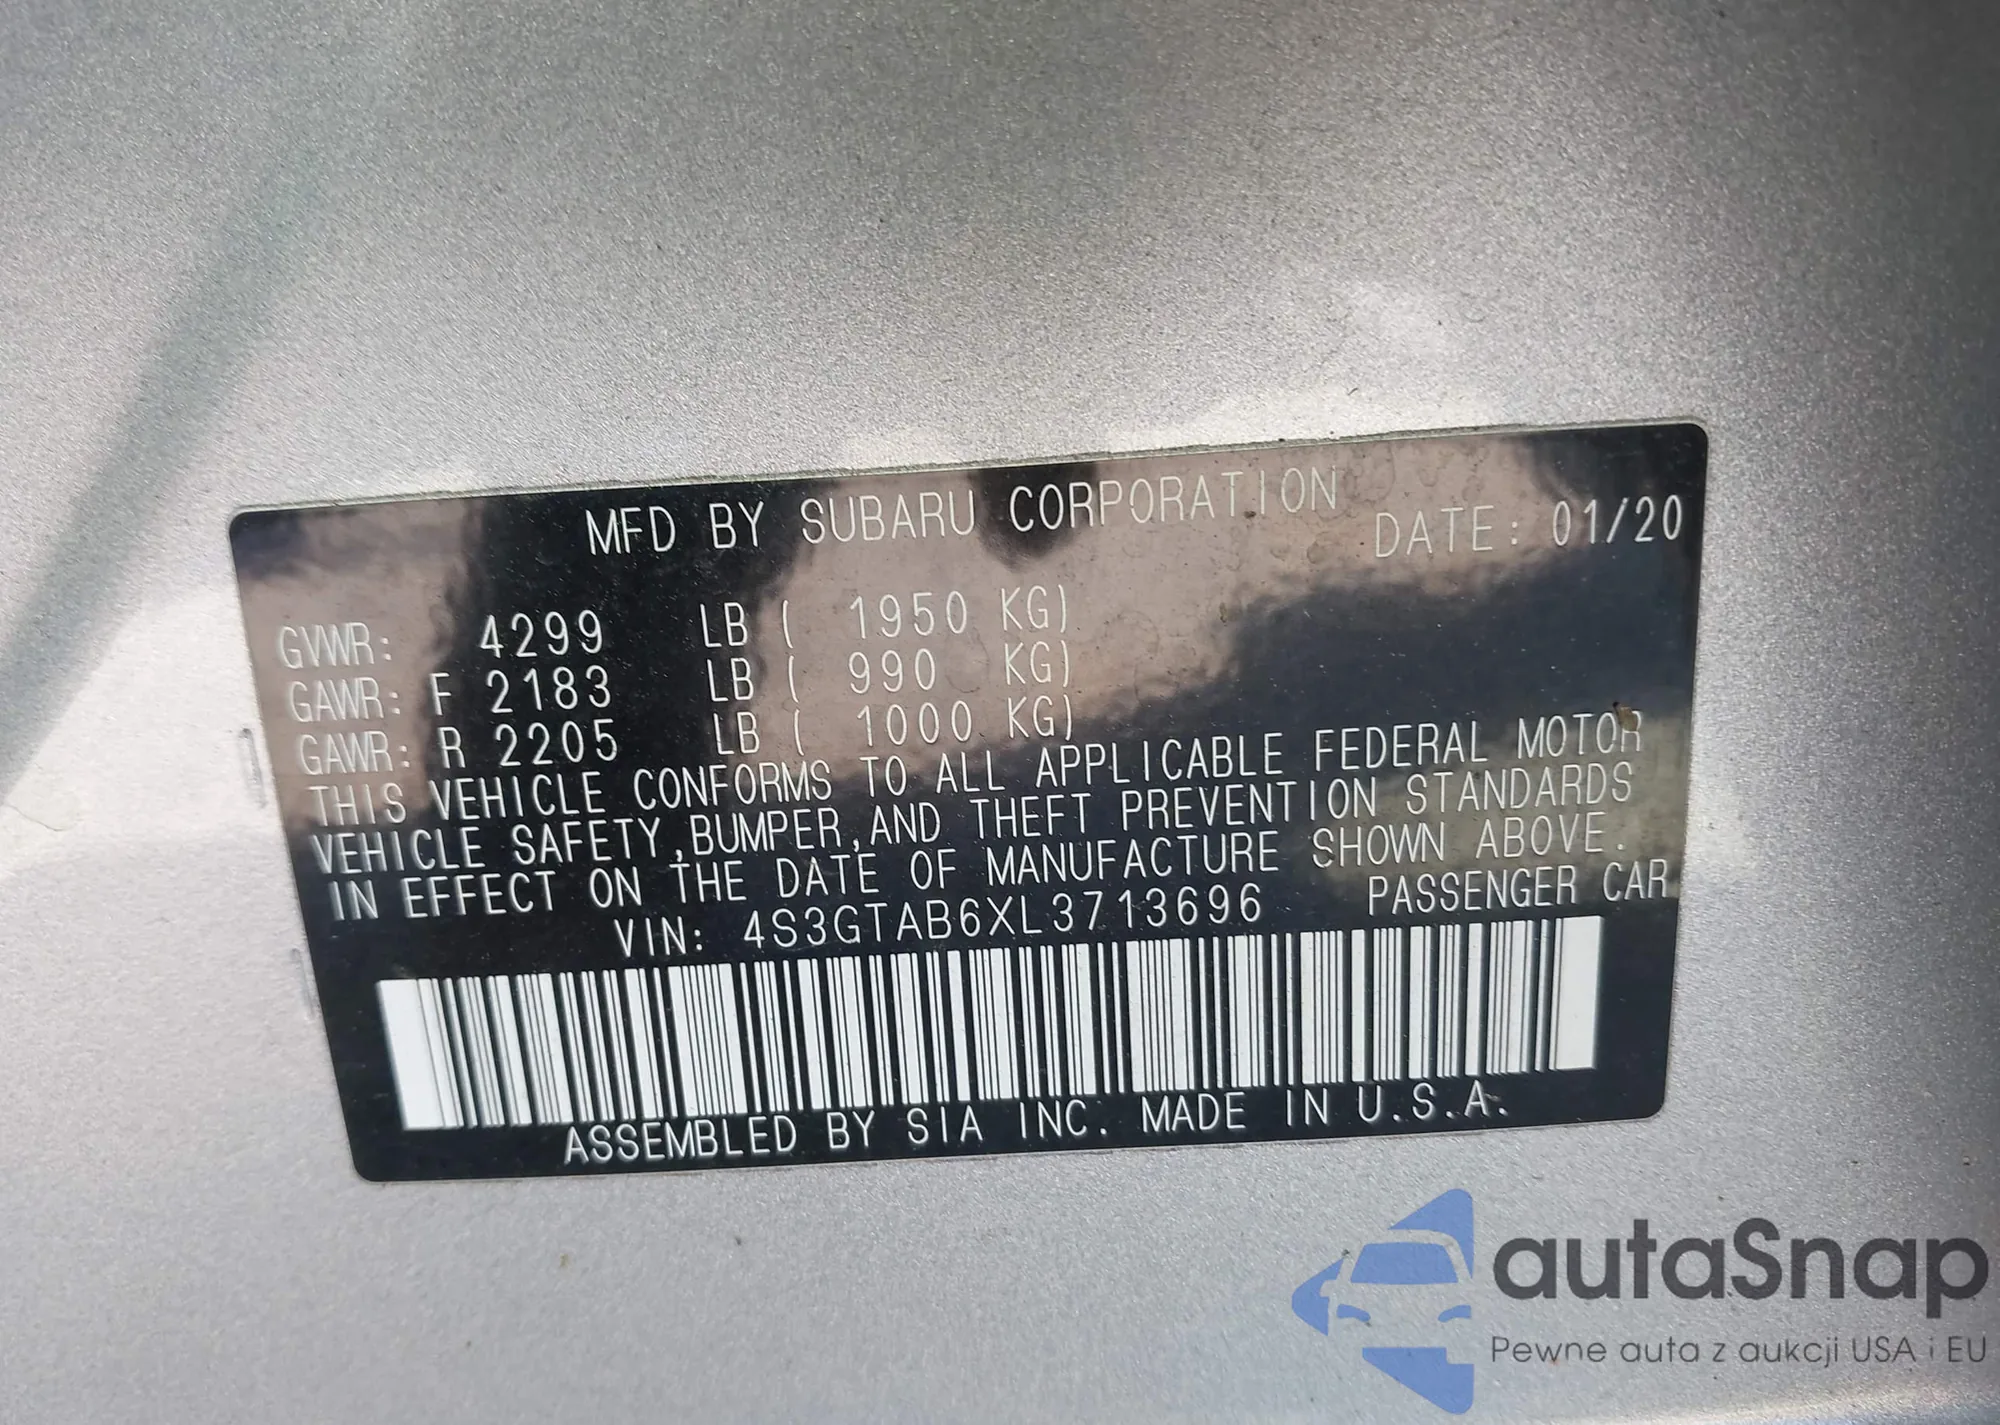 MFD BY SUBARU CORPORATION
DATE: 01/20
GVWR: 4299 LB ( 1950 KG)
GAWR: F 2183 LB ( 990 KG)
GAWR: R 2205 LB ( 1000 KG)
THIS VEHICLE CONFORMS TO ALL APPLICABLE FEDERAL MOTOR
VEHICLE SAFETY,BUMPER,AND THEFT PREVENTION STANDARDS
IN EFFECT ON THE DATE OF MANUFACTURE SHOWN ABOVE.
VIN: 4S3GTAB6XL3713696 PASSENGER CAR
ASSEMBLED BY SIA INC. MADE IN U.S.A.
autaSnap
Pewne auta z aukcji USA i EU